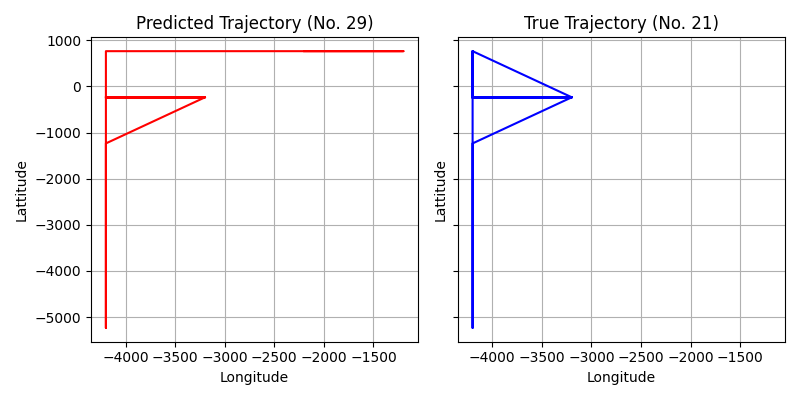 Predicted Trajectory (No. 29)
True Trajectory (No. 21)
1000
0
−1000
−2000
−3000
−4000
−5000
Lattitude
Lattitude
−4000 −3500 −3000 −2500 −2000 −1500
−4000 −3500 −3000 −2500 −2000 −1500
Longitude
Longitude